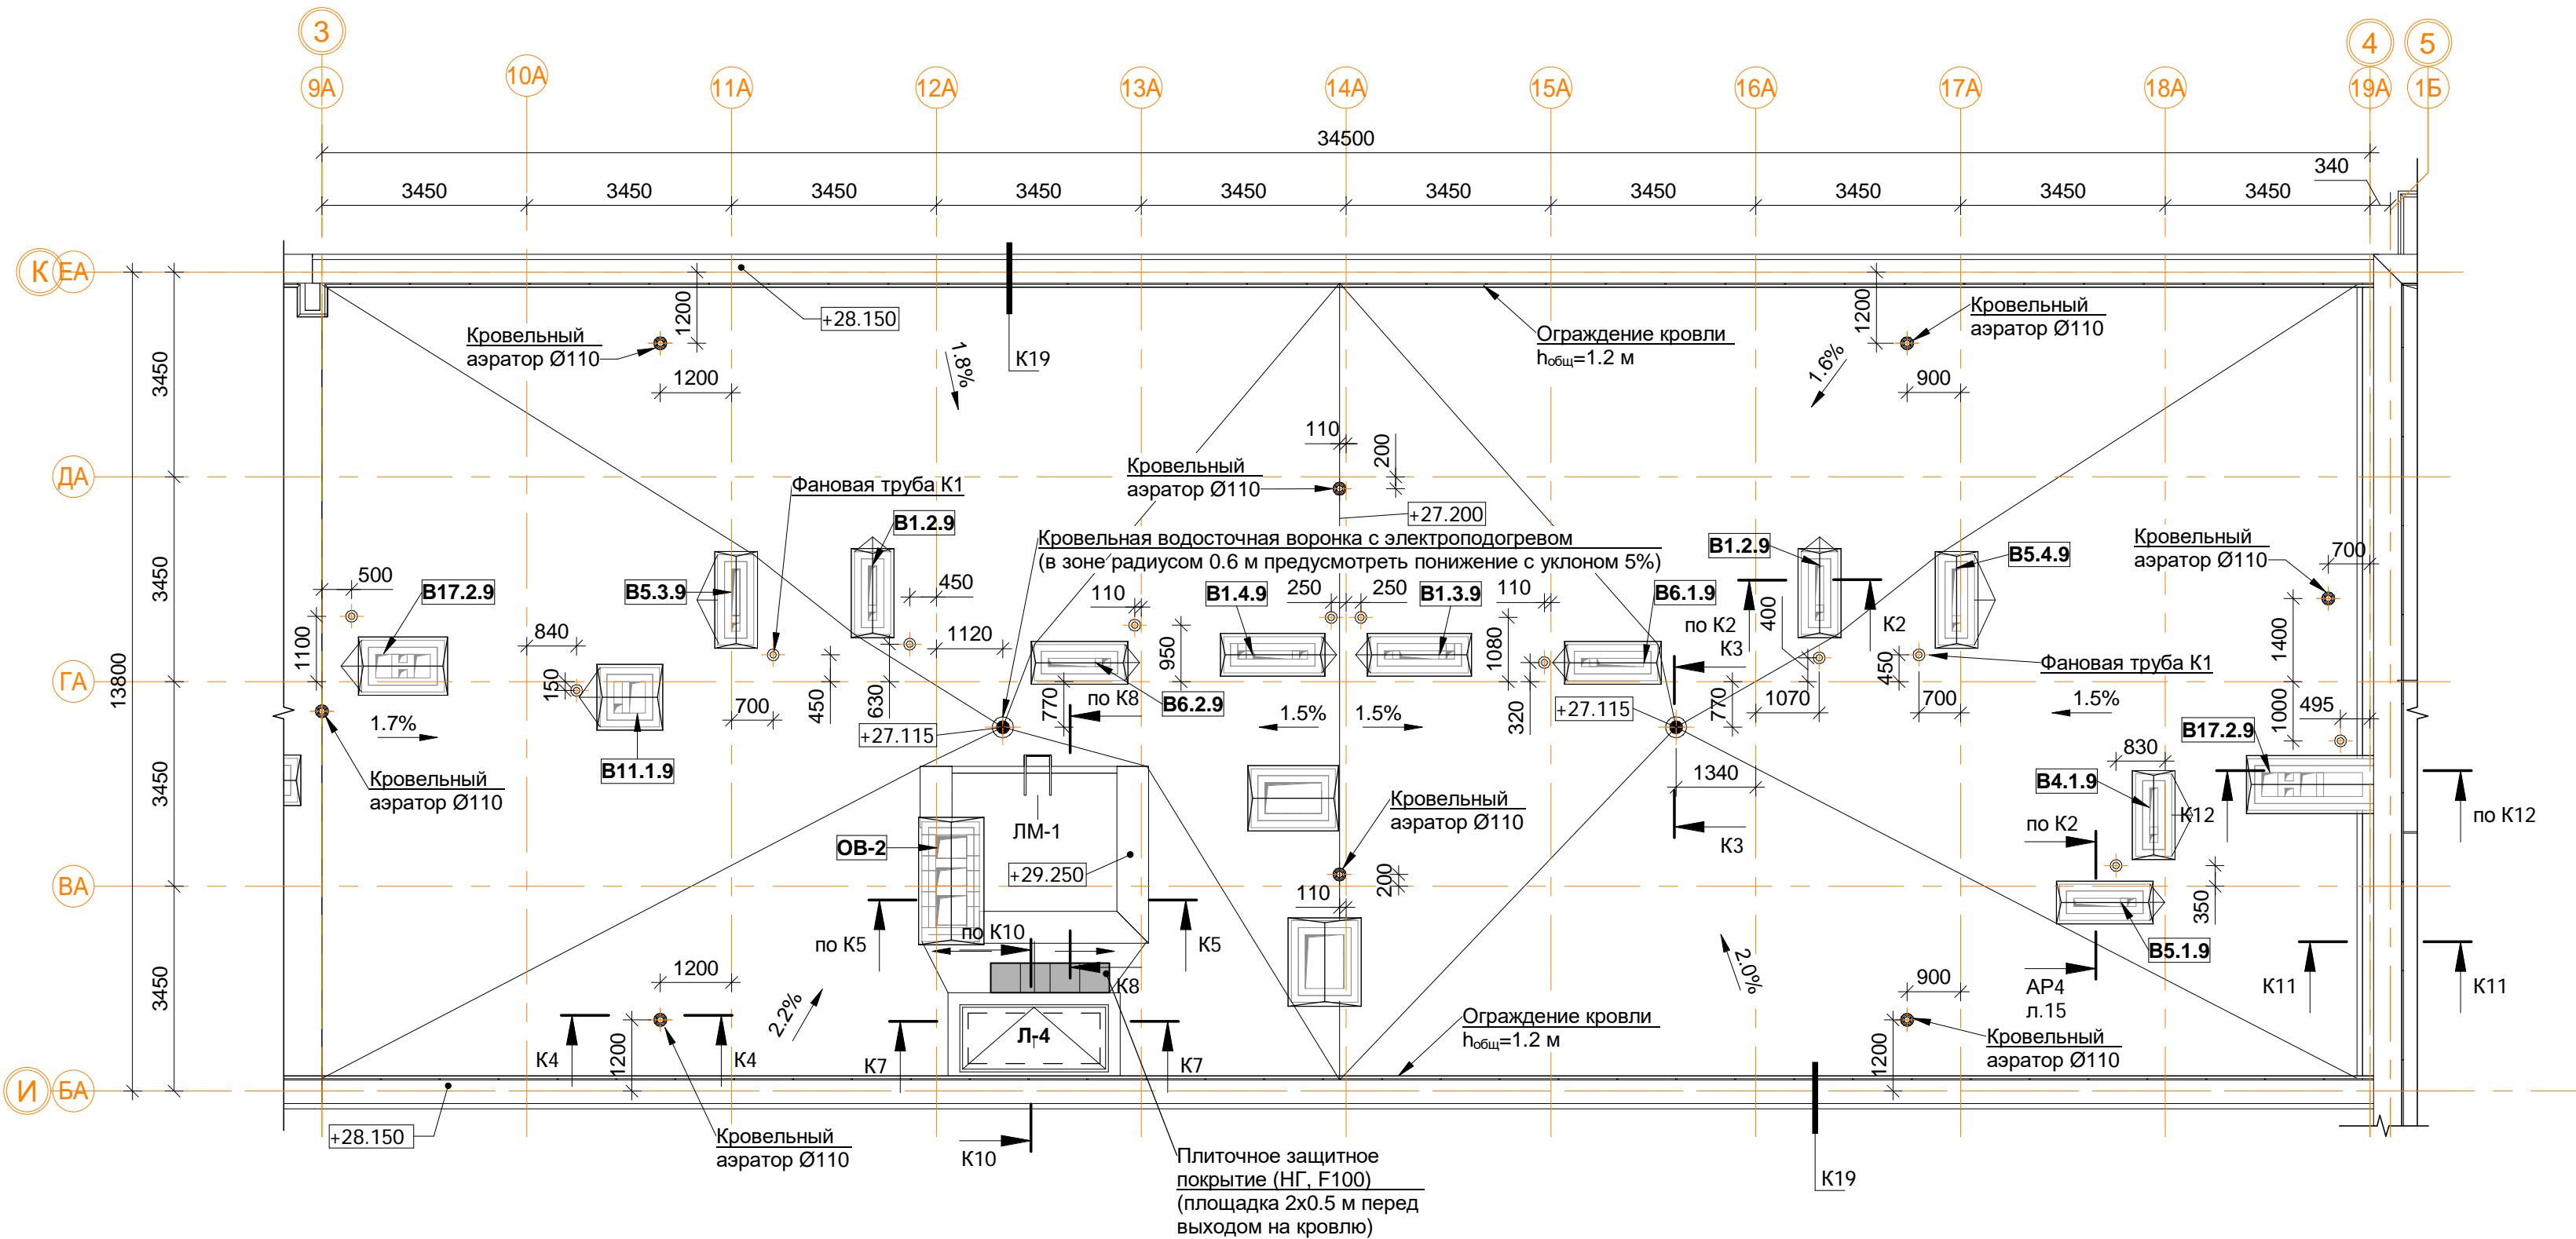 3
4
5
9А
10А
11А
12А
13А
14А
15А
16А
17А
18А
19А
1Б
34500
340
3450
3450
3450
3450
3450
3450
3450
3450
3450
3450
К
ЕА
ДА
ГА
ВА
И
БА
13800
3450
3450
3450
3450
1200
+28.150
Кровельный
аэратор Ø110
1200
К19
1.8%
Ограждение кровли
hобщ=1.2 м
1200
Кровельный
аэратор Ø110
1.6%
900
110
200
Кровельный
аэратор Ø110
+27.200
Фановая труба К1
В1.2.9
Кровельная водосточная воронка с электроподогревом
(в зоне радиусом 0.6 м предусмотреть понижение с уклоном 5%)
В1.2.9
В5.4.9
Кровельный
аэратор Ø110
700
500
В17.2.9
В5.3.9
450
110
В1.4.9
250
250
В1.3.9
110
В6.1.9
по К2
400
К2
К3
1100
840
150
1120
950
1080
Фановая труба К1
1400
450
700
450
630
770
по К8
В6.2.9
320
+27.115
770
1070
700
1000
495
1.7%
+27.115
1.5%
1.5%
1.5%
В17.2.9
В11.1.9
Кровельный
аэратор Ø110
1340
830
В4.1.9
К12
по К12
ЛМ-1
ОВ-2
+29.250
Кровельный
аэратор Ø110
К3
по К2
110
200
350
по К5
по К10
К5
В5.1.9
К8
1200
2.2%
2.0%
900
АР4
л.15
К11
К11
К4
К4
1200
К7
Л-4
К7
Ограждение кровли
hобщ=1.2 м
1200
Кровельный
аэратор Ø110
+28.150
Кровельный
аэратор Ø110
К10
Плиточное защитное
покрытие (НГ, F100)
(площадка 2х0.5 м перед
выходом на кровлю)
К19